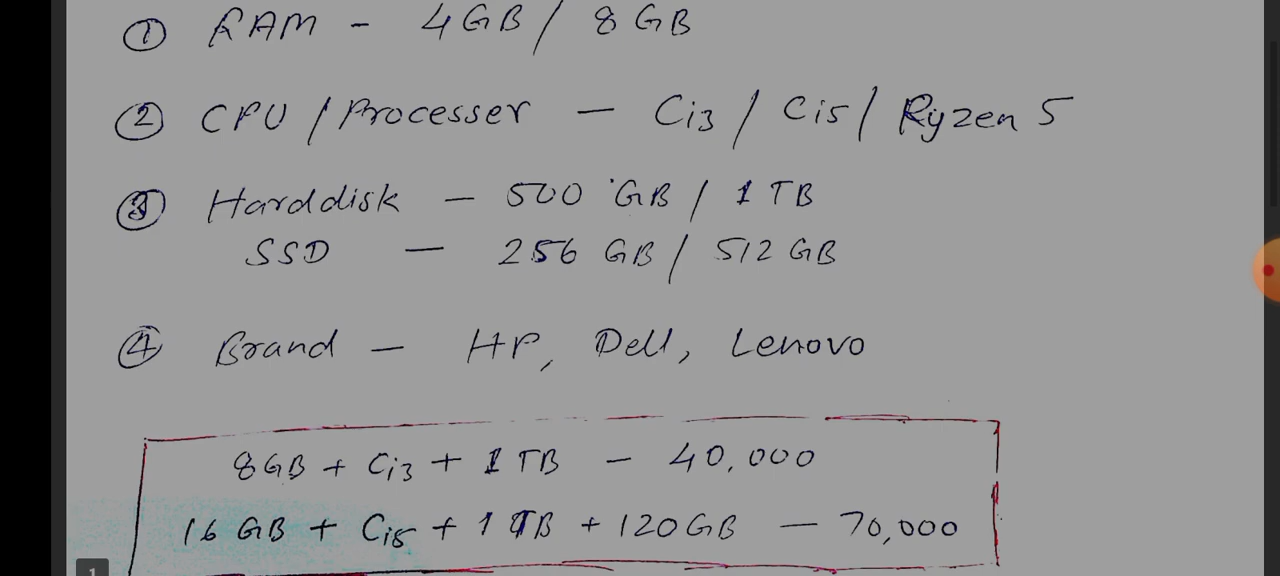 ① RAM - 4GB / 8GB
② CPU / Processer - Ci3 / Ci5 / Ryzen 5
③ Harddisk - 500 GB / 1 TB
SSD - 256 GB / 512 GB
④ Brand - HP, Dell, Lenovo
8GB + Ci3 + 1 TB - 40,000
16 GB + Ci5 + 1 TB + 120GB - 70,000
1